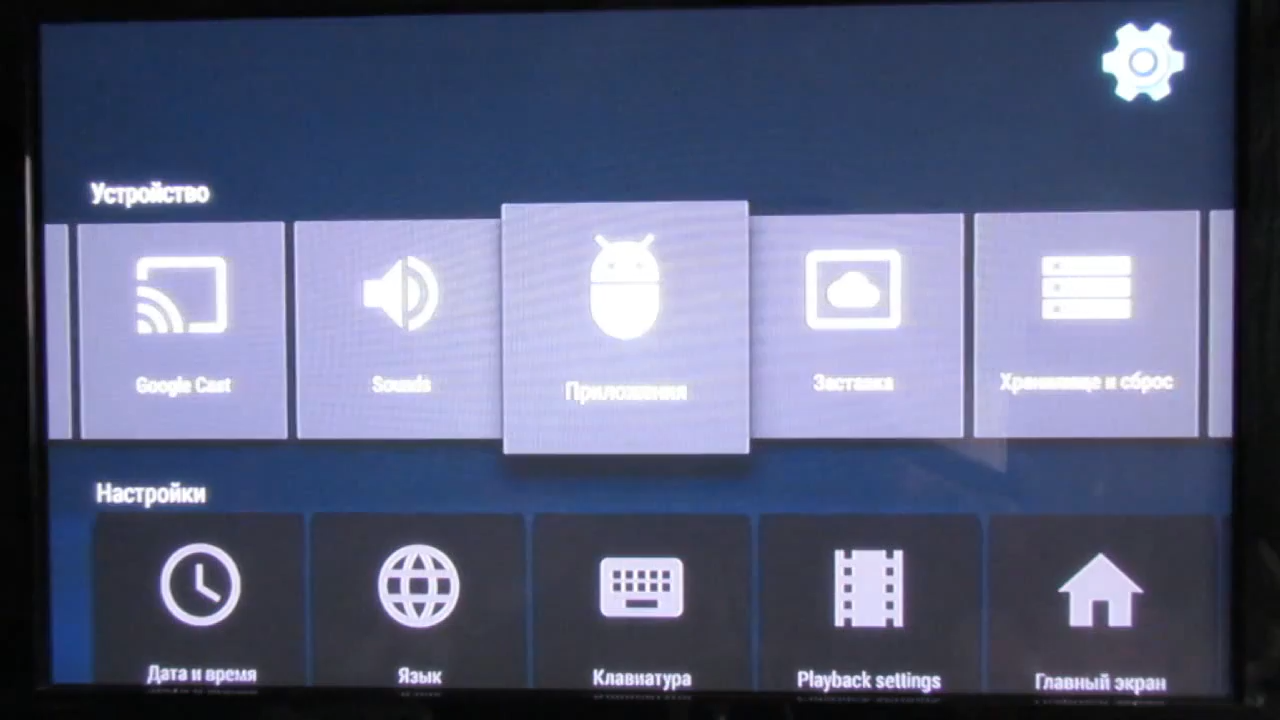 Устройство
Google Cast
Sounds
Приложения
Заставка
Хранилище и сброс
Настройки
Дата и время
Язык
Клавиатура
Playback settings
Главный экран